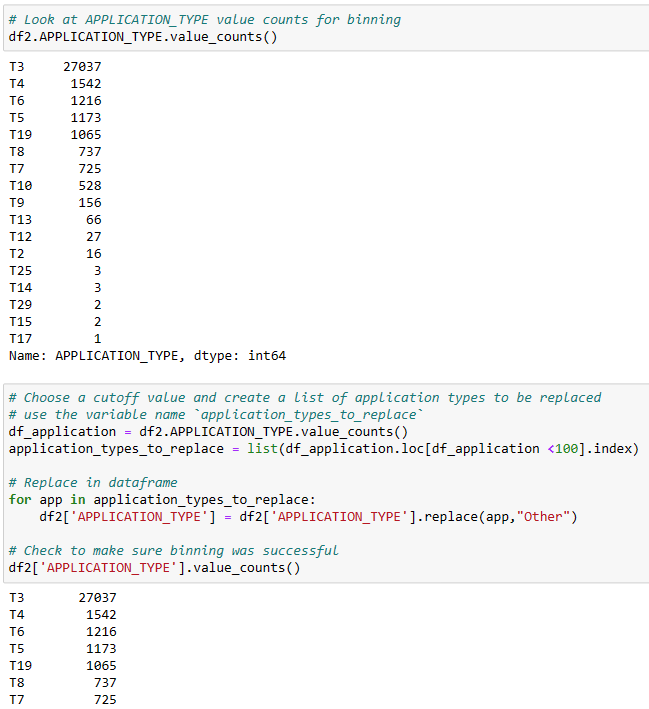 # Look at APPLICATION_TYPE value counts for binning
df2.APPLICATION_TYPE.value_counts()
T3     27037
T4      1542
T6      1216
T5      1173
T19     1065
T8       737
T7       725
T10      528
T9       156
T13       66
T12       27
T2        16
T25        3
T14        3
T29        2
T15        2
T17        1
Name: APPLICATION_TYPE, dtype: int64
# Choose a cutoff value and create a list of application types to be replaced
# use the variable name `application_types_to_replace`
df_application = df2.APPLICATION_TYPE.value_counts()
application_types_to_replace = list(df_application.loc[df_application <100].index)
# Replace in dataframe
for app in application_types_to_replace:
    df2['APPLICATION_TYPE'] = df2['APPLICATION_TYPE'].replace(app,"Other")
# Check to make sure binning was successful
df2['APPLICATION_TYPE'].value_counts()
T3       27037
T4        1542
T6        1216
T5        1173
T19       1065
T8         737
T7         725